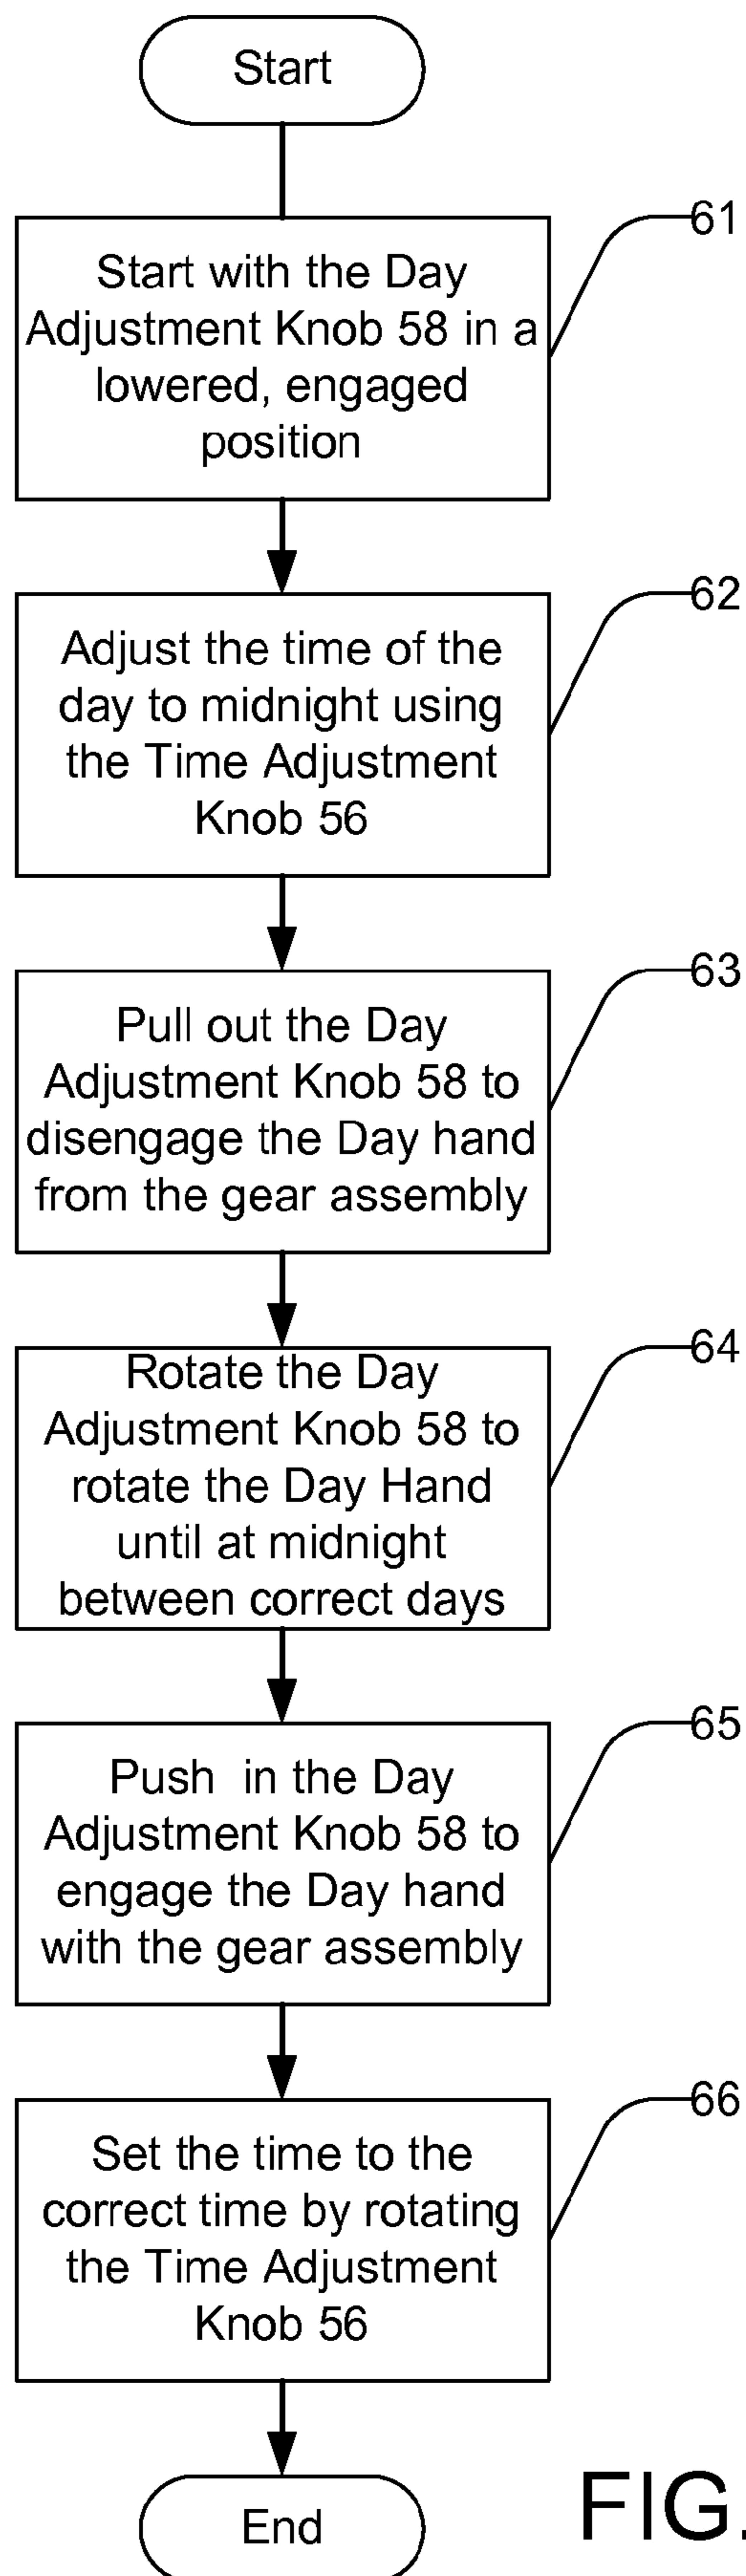 Start
61
Start with the Day
Adjustment Knob 58 in a
lowered, engaged
position
62
Adjust the time of the
day to midnight using
the Time Adjustment
Knob 56
63
Pull out the Day
Adjustment Knob 58 to
disengage the Day hand
from the gear assembly
64
Rotate the Day
Adjustment Knob 58 to
rotate the Day Hand
until at midnight
between correct days
65
Push in the Day
Adjustment Knob 58 to
engage the Day hand
with the gear assembly
66
Set the time to the
correct time by rotating
the Time Adjustment
Knob 56
End
FIG.